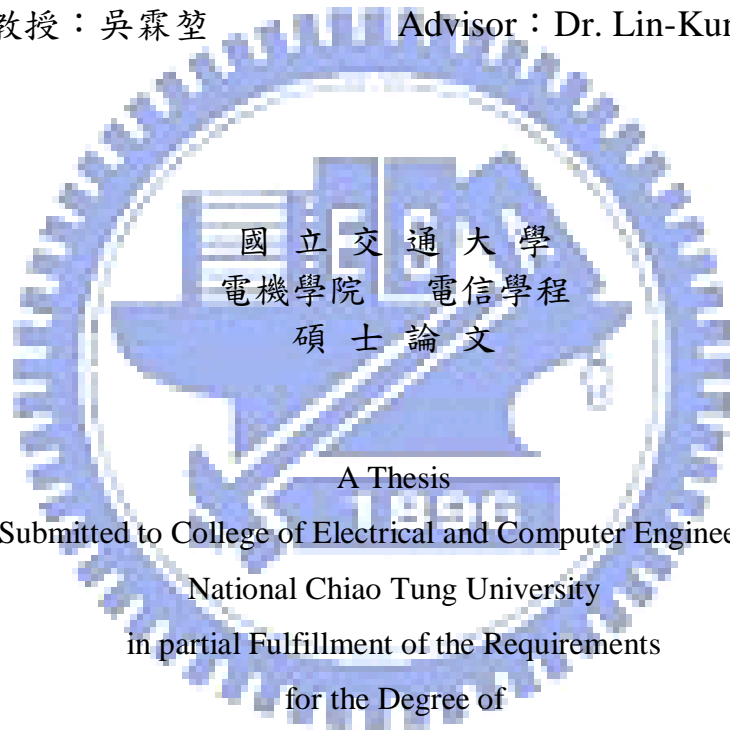 教授：吳霖堃 Advisor：Dr. Lin-Kun
國立交通大學
電機學院 電信學程
碩士論文
A Thesis
Submitted to College of Electrical and Computer Enginee
National Chiao Tung University
in partial Fulfillment of the Requirements
for the Degree of
1896